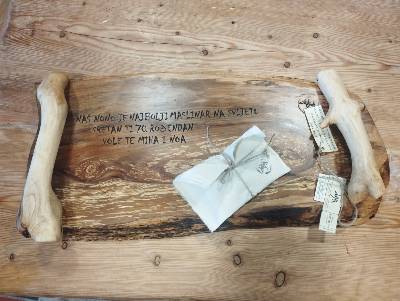 NAŠ NONO JE NAJBOLJI MASLINAR NA SVIJETU
SRETAN TI 70. ROĐENDAN
VOLE TE MIHA I NOA